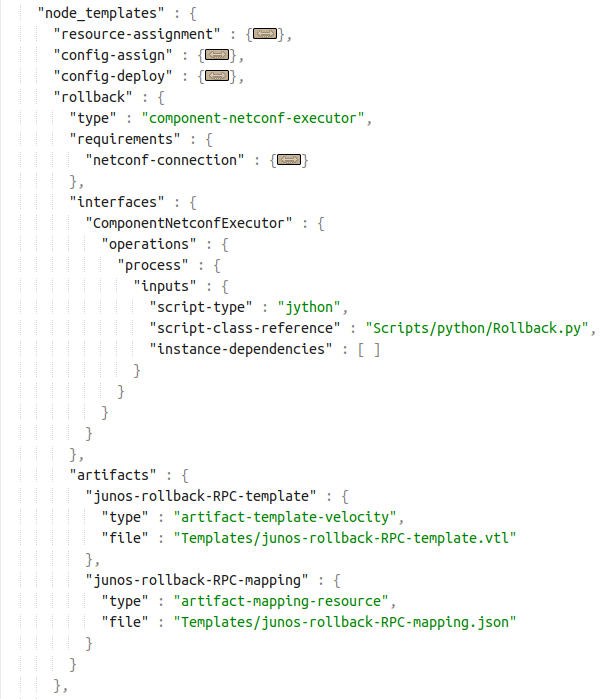 "node_templates" : {
"resource-assignment" : {},
"config-assign" : {},
"config-deploy" : {},
"rollback" : {
"type" : "component-netconf-executor",
"requirements" : {
"netconf-connection" : {}
},
"interfaces" : {
"ComponentNetconfExecutor" : {
"operations" : {
"process" : {
"inputs" : {
"script-type" : "jython",
"script-class-reference" : "Scripts/python/Rollback.py",
"instance-dependencies" : [ ]
}
}
}
}
},
"artifacts" : {
"junos-rollback-RPC-template" : {
"type" : "artifact-template-velocity",
"file" : "Templates/junos-rollback-RPC-template.vtl"
},
"junos-rollback-RPC-mapping" : {
"type" : "artifact-mapping-resource",
"file" : "Templates/junos-rollback-RPC-mapping.json"
}
}
},